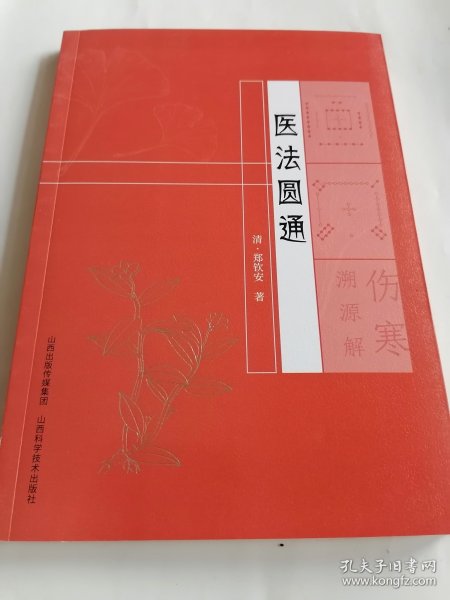 医法圆通
清·郑钦安 著
伤寒
溯源解
山西出版传媒集团 山西科学技术出版社
孔夫子旧书网
www.kongfz.com